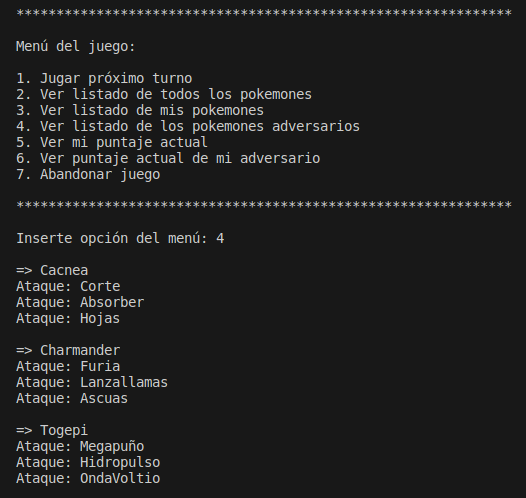 **************************************************************
Menú del juego:
1. Jugar próximo turno
2. Ver listado de todos los pokemones
3. Ver listado de mis pokemones
4. Ver listado de los pokemones adversarios
5. Ver mi puntaje actual
6. Ver puntaje actual de mi adversario
7. Abandonar juego
**************************************************************
Inserte opción del menú: 4
=> Cacnea
Ataque: Corte
Ataque: Absorber
Ataque: Hojas
=> Charmander
Ataque: Furia
Ataque: Lanzallamas
Ataque: Ascuas
=> Togepi
Ataque: Megapuño
Ataque: Hidropulso
Ataque: OndaVoltio